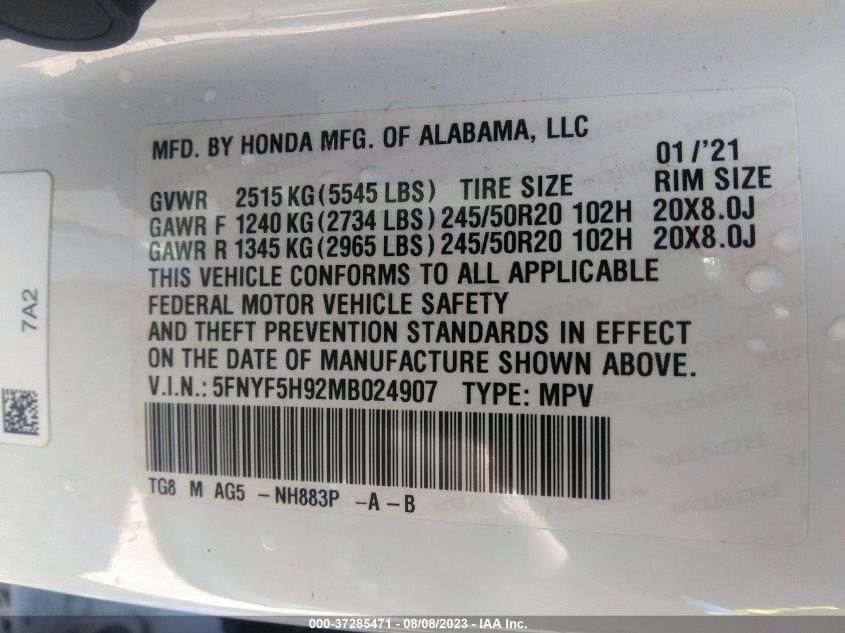 MFD. BY HONDA MFG. OF ALABAMA, LLC
01/'21
GVWR 2515 KG (5545 LBS) TIRE SIZE RIM SIZE
GAWR F 1240 KG (2734 LBS) 245/50R20 102H 20X8.0J
GAWR R 1345 KG (2965 LBS) 245/50R20 102H 20X8.0J
THIS VEHICLE CONFORMS TO ALL APPLICABLE
FEDERAL MOTOR VEHICLE SAFETY
AND THEFT PREVENTION STANDARDS IN EFFECT
ON THE DATE OF MANUFACTURE SHOWN ABOVE.
V.I.N.: 5FNYF5H92MB024907 TYPE: MPV
TG8 M AG5 -NH883P -A -B
7A2
000-37285471 - 08/08/2023 - IAA Inc.